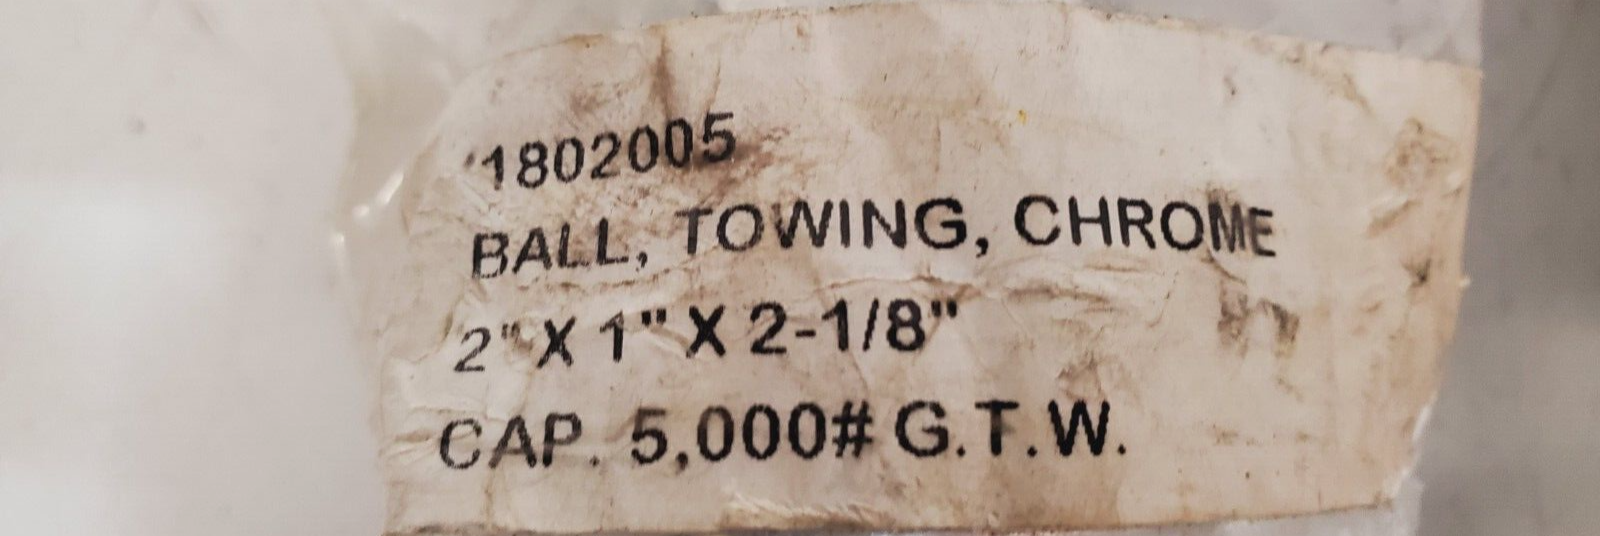 1802005
BALL, TOWING, CHROME
2" X 1" X 2-1/8"
CAP. 5,000# G.T.W.